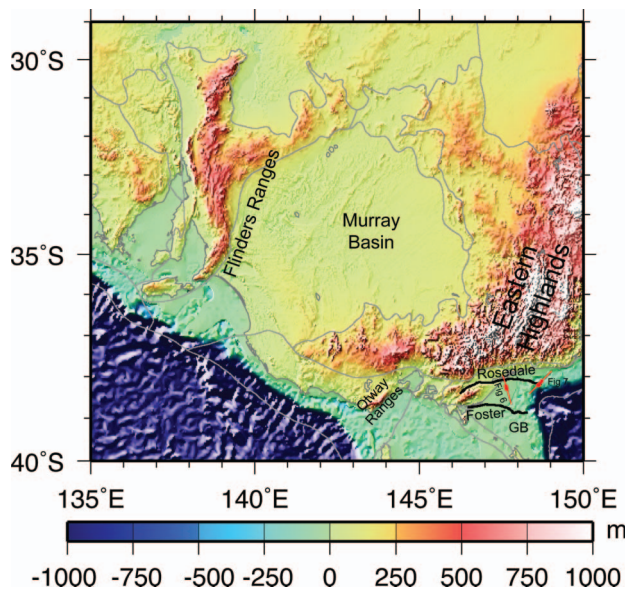 30°S
35°S
40°S
Flinders Ranges
Murray
Basin
Eastern
Highlands
Otway
Ranges
Rosedale
Fig 6
Fig 7
Foster
GB
135°E
140°E
145°E
150°E
m
-1000
-750
-500
-250
0
250
500
750
1000